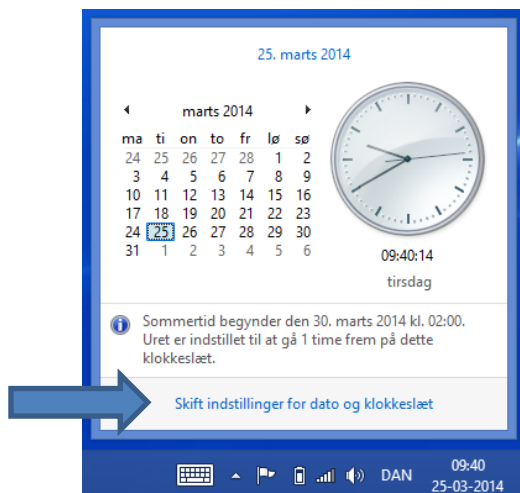 25. marts 2014
marts 2014
ma ti on to fr lø sø
24 25 26 27 28 1 2
3 4 5 6 7 8 9
10 11 12 13 14 15 16
17 18 19 20 21 22 23
24 25 26 27 28 29 30
31 1 2 3 4 5 6
09:40:14
tirsdag
Sommertid begynder den 30. marts 2014 kl. 02:00.
Uret er indstillet til at gå 1 time frem på dette
klokkeslæt.
Skift indstillinger for dato og klokkeslæt
DAN
09:40
25-03-2014